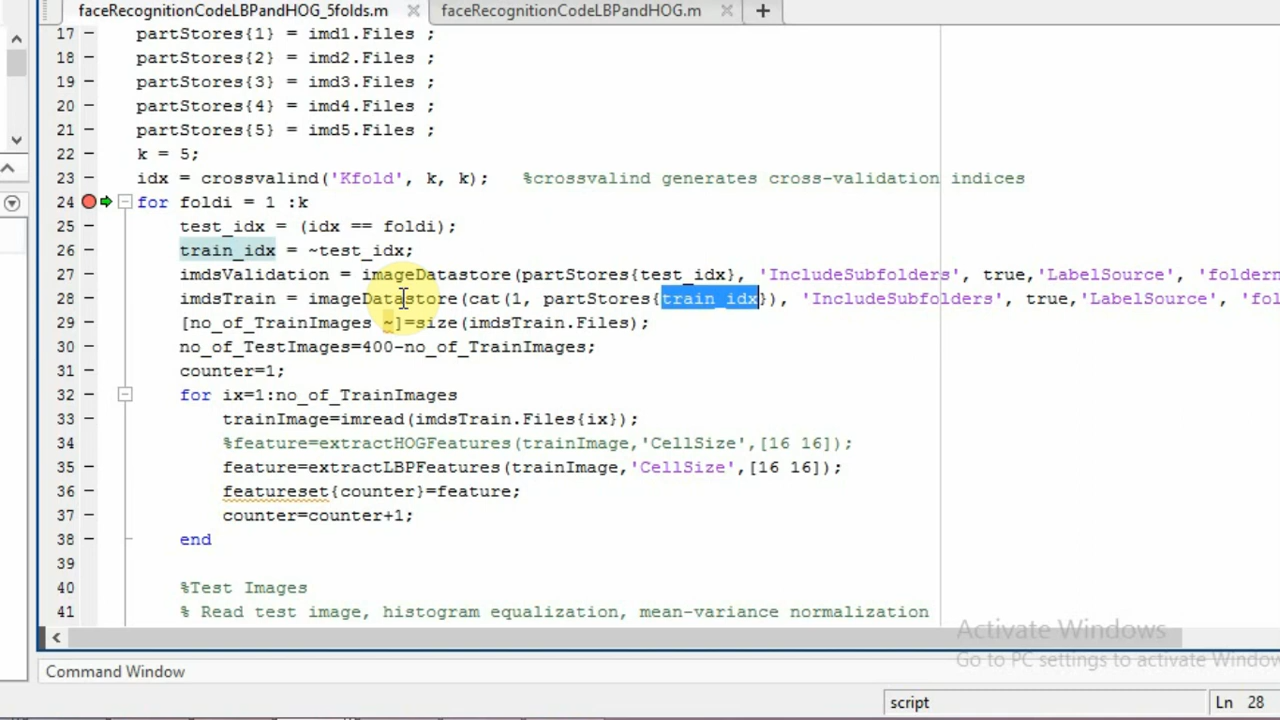 faceRecognitionCodeLBPandHOG_5folds.m faceRecognitionCodeLBPandHOG.m
17 partStores{1} = imd1.Files ;
18 partStores{2} = imd2.Files ;
19 partStores{3} = imd3.Files ;
20 partStores{4} = imd4.Files ;
21 partStores{5} = imd5.Files ;
22 k = 5;
23 idx = crossvalind('Kfold', k, k); %crossvalind generates cross-validation indices
24 for foldi = 1 :k
25 test_idx = (idx == foldi);
26 train_idx = ~test_idx;
27 imdsValidation = imageDatastore(partStores{test_idx}, 'IncludeSubfolders', true,'LabelSource', 'foldern
28 imdsTrain = imageDatastore(cat(1, partStores{train_idx}), 'IncludeSubfolders', true,'LabelSource', 'fol
29 [no_of_TrainImages ~]=size(imdsTrain.Files);
30 no_of_TestImages=400-no_of_TrainImages;
31 counter=1;
32 for ix=1:no_of_TrainImages
33 trainImage=imread(imdsTrain.Files{ix});
34 %feature=extractHOGFeatures(trainImage,'CellSize',[16 16]);
35 feature=extractLBPFeatures(trainImage,'CellSize',[16 16]);
36 featureset{counter}=feature;
37 counter=counter+1;
38 end
39
40 %Test Images
41 % Read test image, histogram equalization, mean-variance normalization
Activate Windows
Go to PC settings to activate Window
Command Window
script Ln 28